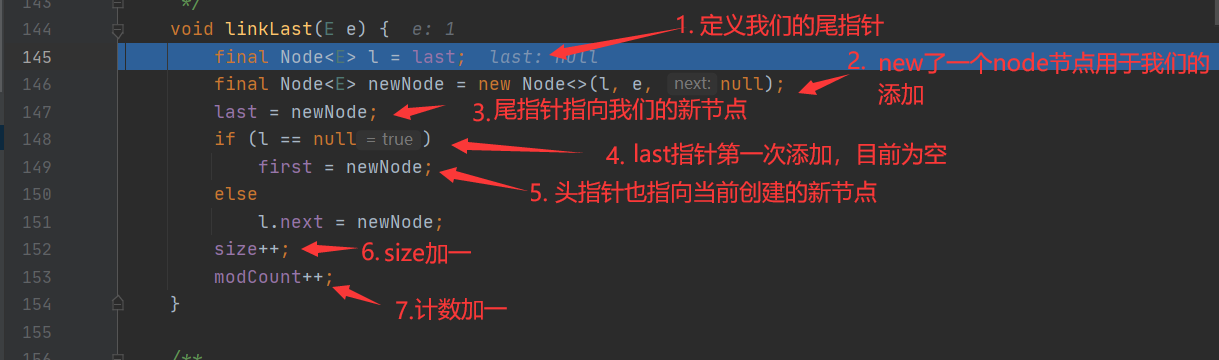 143 */
144 void linkLast(E e) { e: 1
1. 定义我们的尾指针
145 final Node<E> l = last; last: null
2. new了一个node节点用于我们的
添加
146 final Node<E> newNode = new Node<>(l, e, next: null);
147 last = newNode;
3.尾指针指向我们的新节点
148 if (l == null = true )
4. last指针第一次添加，目前为空
149 first = newNode;
5. 头指针也指向当前创建的新节点
150 else
151 l.next = newNode;
152 size++;
6. size加一
153 modCount++;
7.计数加一
154 }
155
156 /**